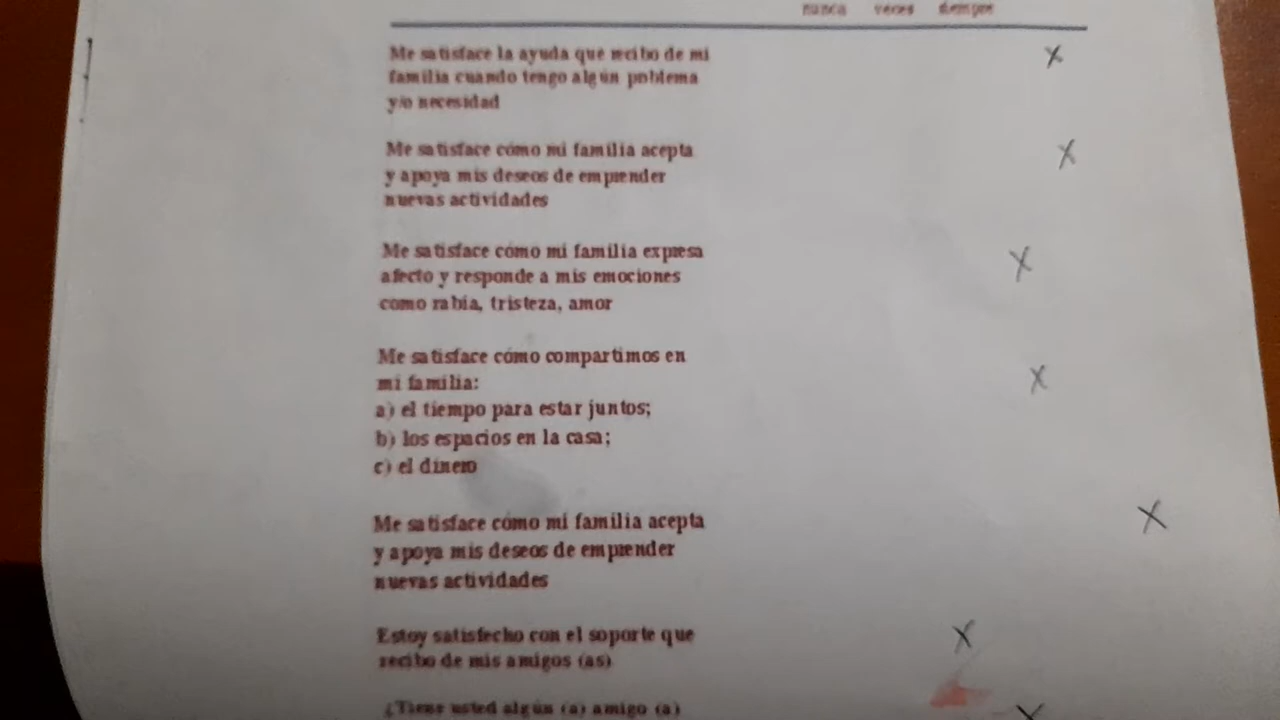 nunca veces siempre
Me satisface la ayuda que recibo de mi
familia cuando tengo algún poblema
y/o necesidad
Me satisface cómo mi familia acepta
y apoya mis deseos de emprender
nuevas actividades
Me satisface cómo mi familia expresa
afecto y responde a mis emociones
como rabia, tristeza, amor
Me satisface cómo compartimos en
mi familia:
a) el tiempo para estar juntos;
b) los espacios en la casa;
c) el dinero
Me satisface cómo mi familia acepta
y apoya mis deseos de emprender
nuevas actividades
Estoy satisfecho con el soporte que
recibo de mis amigos (as)
¿Tiene usted algún (a) amigo (a)